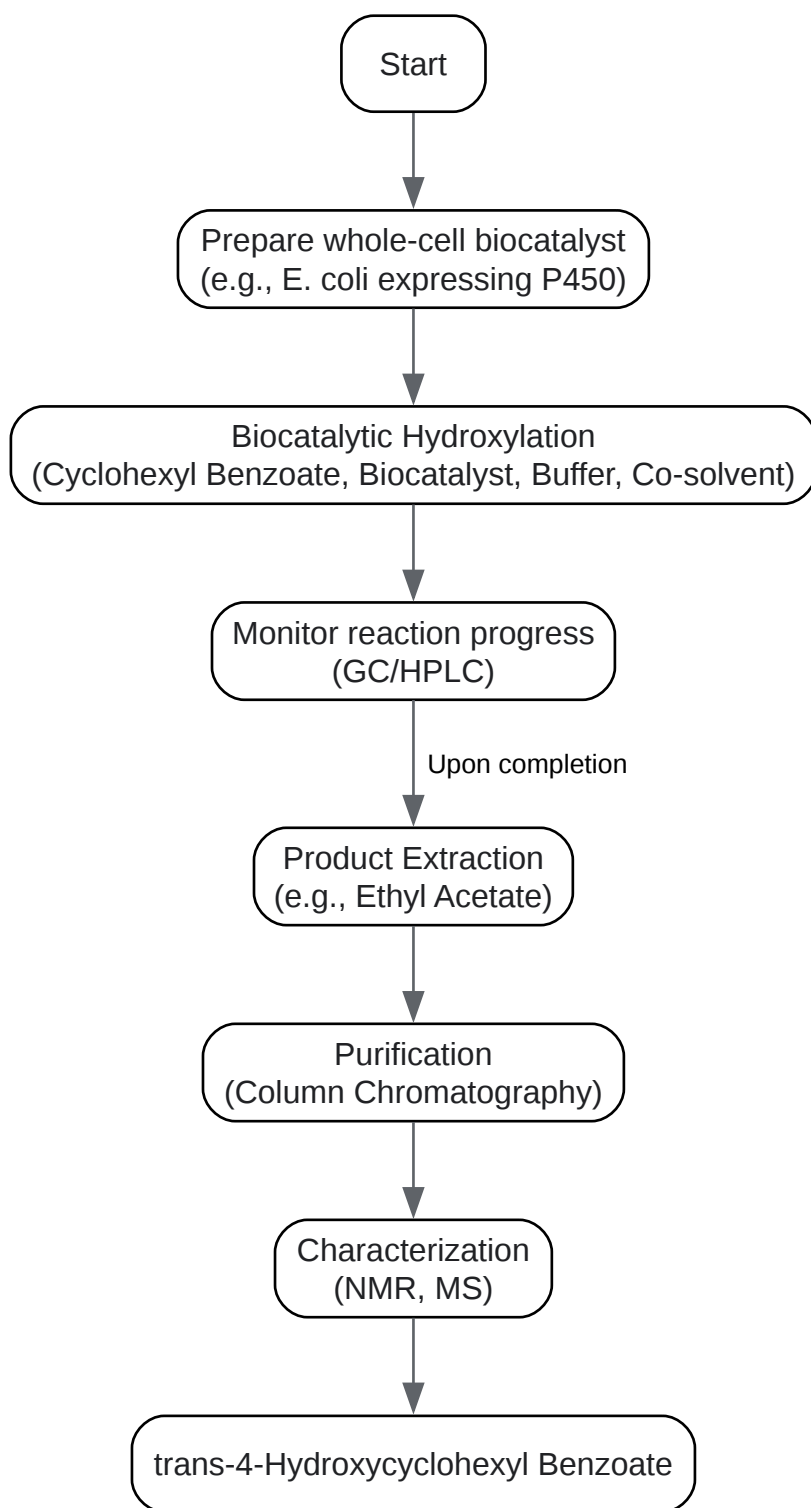 Start
Prepare whole-cell biocatalyst
(e.g., E. coli expressing P450)
Biocatalytic Hydroxylation
(Cyclohexyl Benzoate, Biocatalyst, Buffer, Co-solvent)
Monitor reaction progress
(GC/HPLC)
Upon completion
Product Extraction
(e.g., Ethyl Acetate)
Purification
(Column Chromatography)
Characterization
(NMR, MS)
trans-4-Hydroxycyclohexyl Benzoate